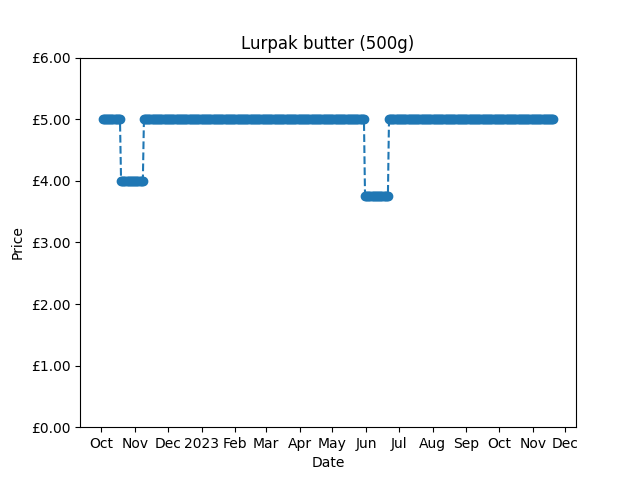 Lurpak butter (500g)
£6.00
£5.00
£4.00
£3.00
£2.00
£1.00
£0.00
Price
Oct Nov Dec 2023 Feb Mar Apr May Jun Jul Aug Sep Oct Nov Dec
Date